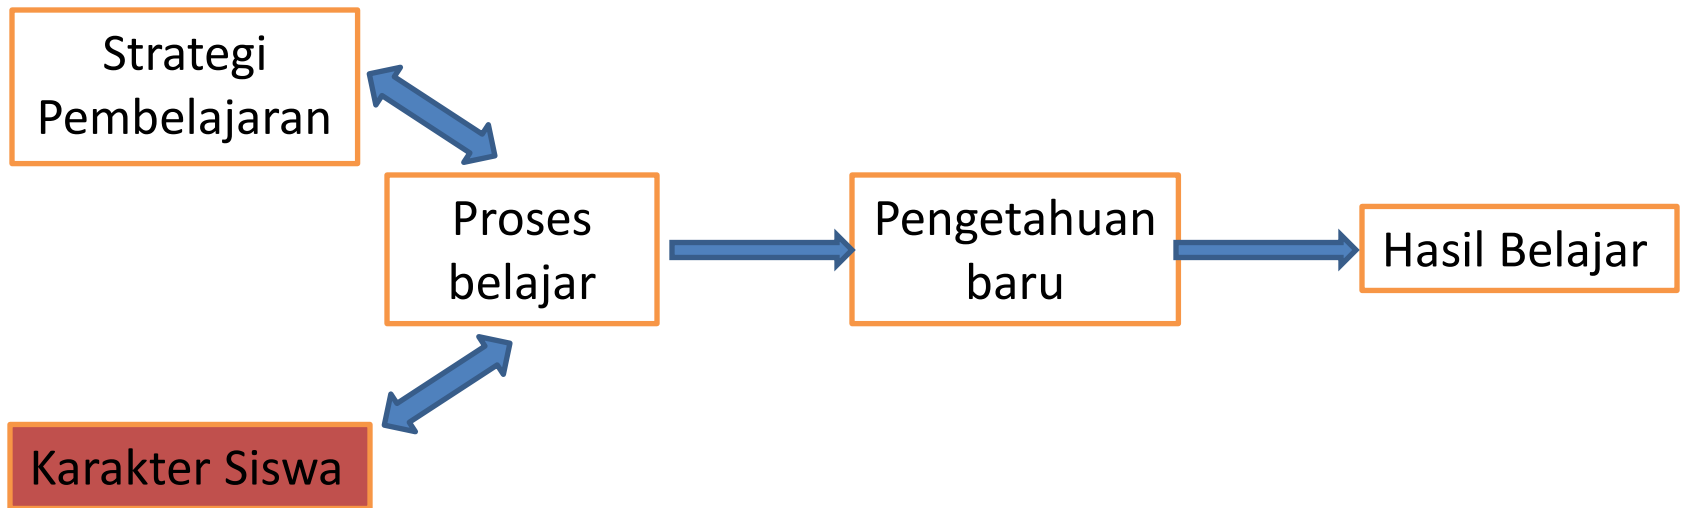 Strategi
Pembelajaran
Proses
belajar
Pengetahuan
baru
Hasil Belajar
Karakter Siswa